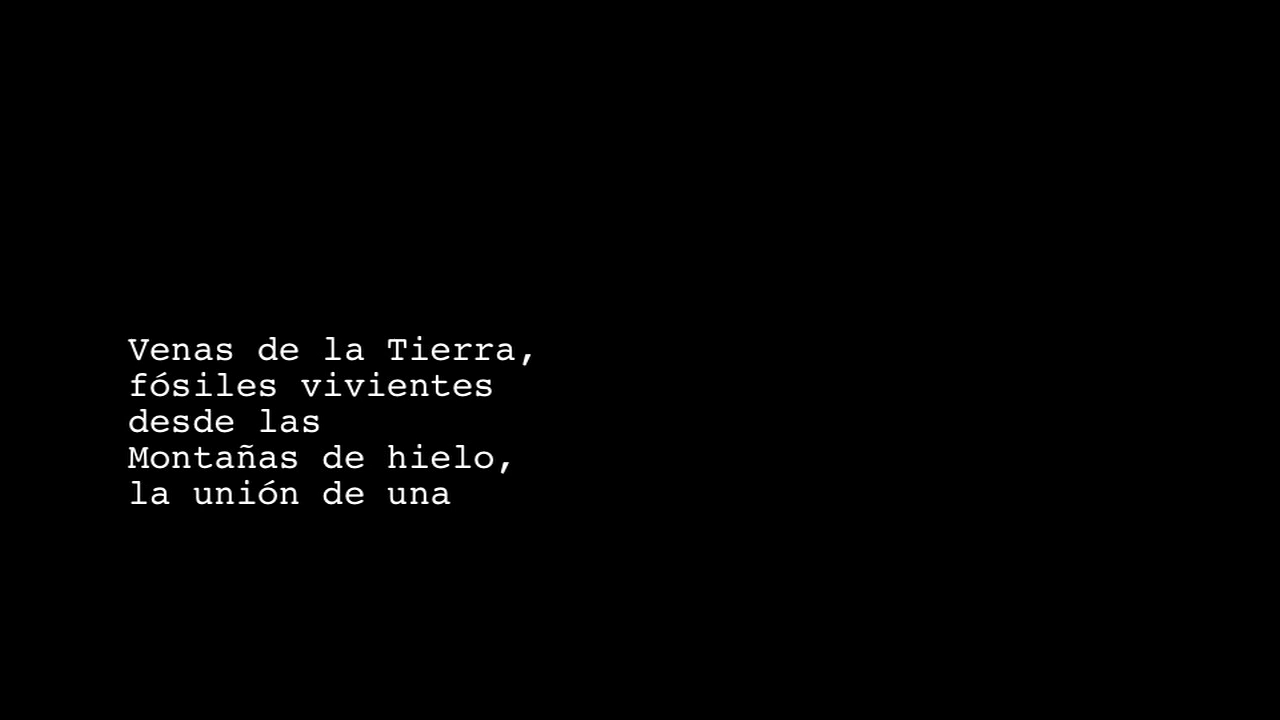 Venas de la Tierra,
fósiles vivientes
desde las
Montañas de hielo,
la unión de una